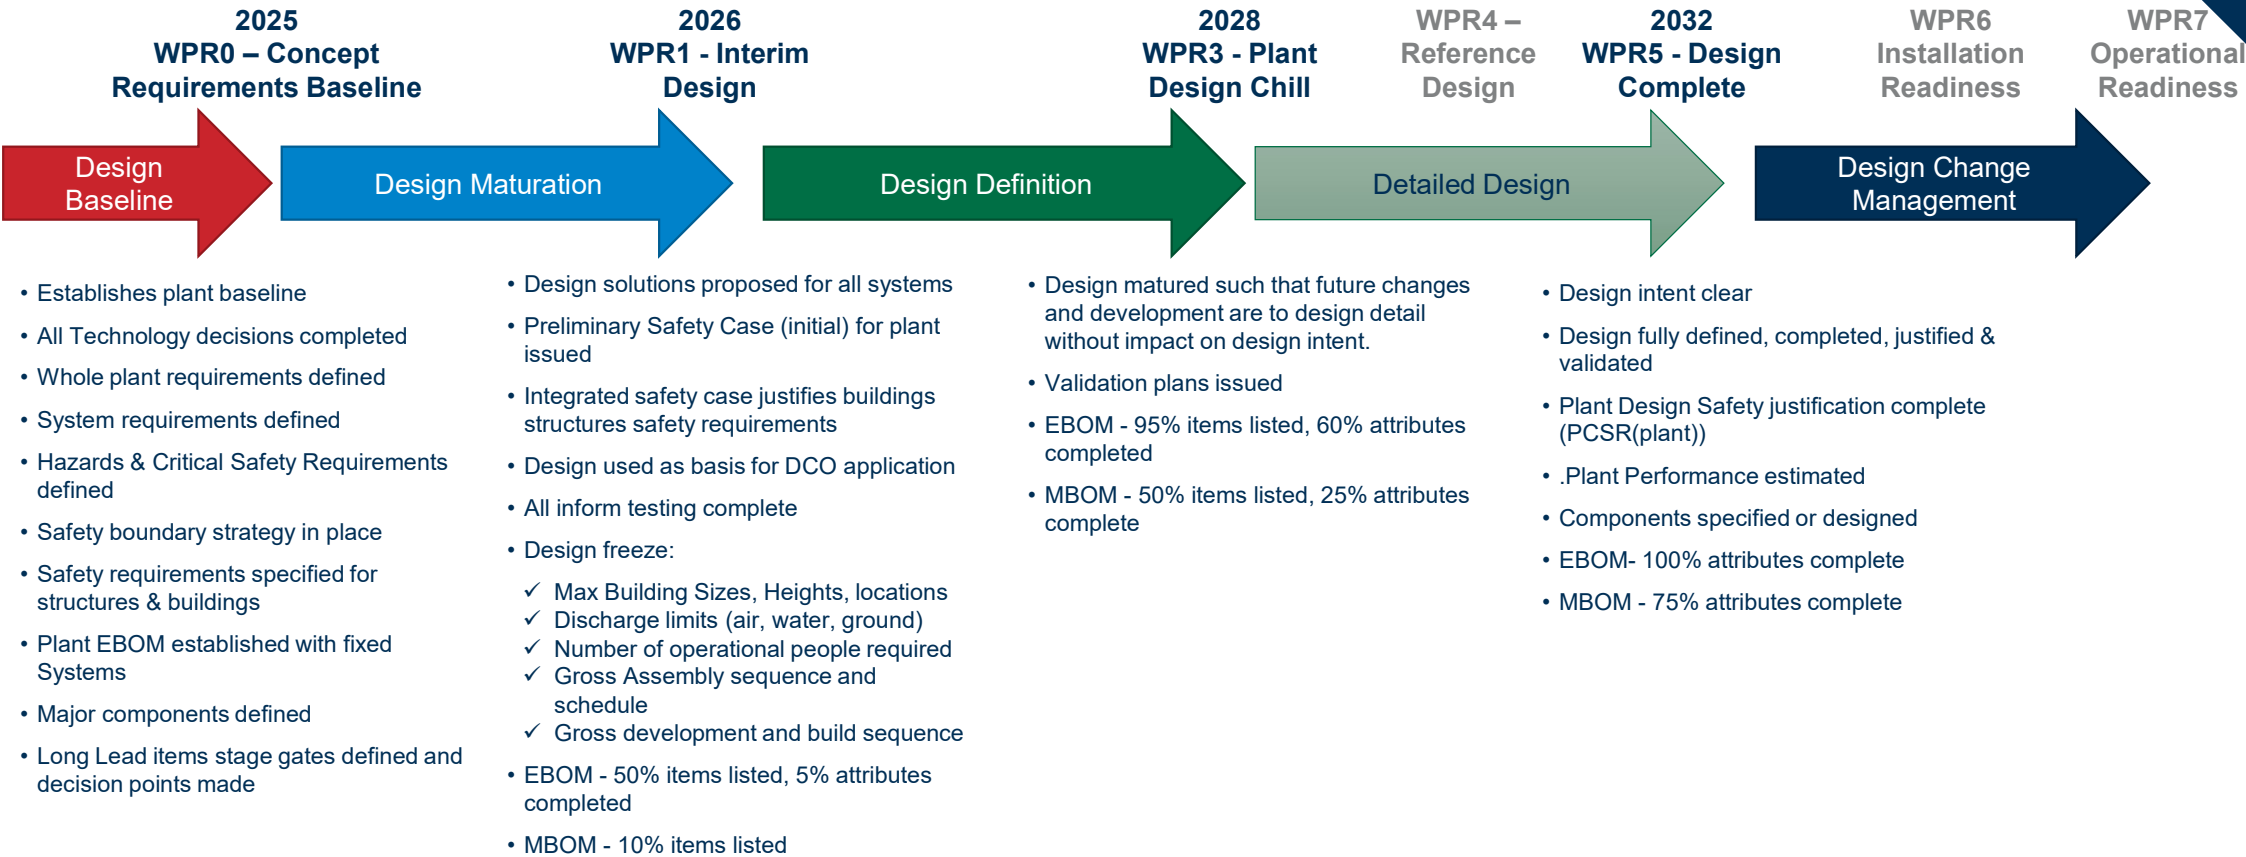 2025
WPR0 – Concept
Requirements Baseline
2026
WPR1 - Interim
Design
2028
WPR3 - Plant
Design Chill
WPR4 –
Reference
Design
2032
WPR5 - Design
Complete
WPR6
Installation
Readiness
WPR7
Operational
Readiness
Design
Baseline
Design Maturation
Design Definition
Detailed Design
Design Change
Management
• Establishes plant baseline
• All Technology decisions completed
• Whole plant requirements defined
• System requirements defined
• Hazards & Critical Safety Requirements
defined
• Safety boundary strategy in place
• Safety requirements specified for
structures & buildings
• Plant EBOM established with fixed
Systems
• Major components defined
• Long Lead items stage gates defined and
decision points made
• Design solutions proposed for all systems
• Preliminary Safety Case (initial) for plant
issued
• Integrated safety case justifies buildings
structures safety requirements
• Design used as basis for DCO application
• All inform testing complete
• Design freeze:
✓ Max Building Sizes, Heights, locations
✓ Discharge limits (air, water, ground)
✓ Number of operational people required
✓ Gross Assembly sequence and
schedule
✓ Gross development and build sequence
• EBOM - 50% items listed, 5% attributes
completed
• MBOM - 10% items listed
• Design matured such that future changes
and development are to design detail
without impact on design intent.
• Validation plans issued
• EBOM - 95% items listed, 60% attributes
completed
• MBOM - 50% items listed, 25% attributes
complete
• Design intent clear
• Design fully defined, completed, justified &
validated
• Plant Design Safety justification complete
(PCSR(plant))
• .Plant Performance estimated
• Components specified or designed
• EBOM- 100% attributes complete
• MBOM - 75% attributes complete